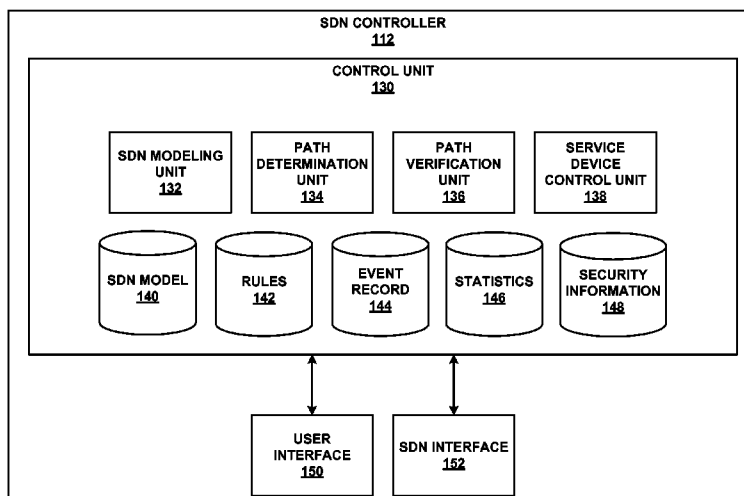 SDN CONTROLLER
112
CONTROL UNIT
130
SDN MODELING
UNIT
132
PATH
DETERMINATION
UNIT
134
PATH
VERIFICATION
UNIT
136
SERVICE
DEVICE
CONTROL UNIT
138
SDN MODEL
140
RULES
142
EVENT
RECORD
144
STATISTICS
146
SECURITY
INFORMATION
148
USER
INTERFACE
150
SDN INTERFACE
152